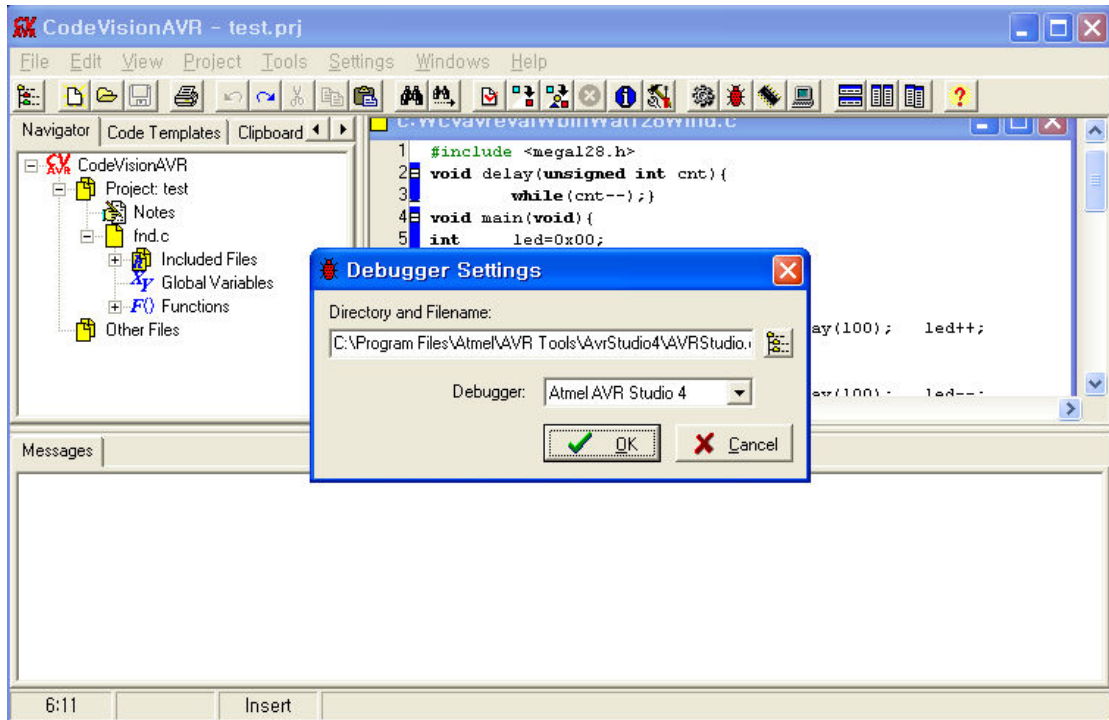 CodeVisionAVR - test.prj
File Edit View Project Tools Settings Windows Help
Navigator Code Templates Clipboard
CodeVisionAVR
Project: test
Notes
fnd.c
Included Files
Global Variables
F() Functions
Other Files
1 #include <mega128.h>
2 void delay(unsigned int cnt){
3 while(cnt--);}
4 void main(void){
5 int led=0x00;
ay(100); led++;
ay(100); led--;
Debugger Settings
Directory and Filename:
C:\Program Files\Atmel\AVR Tools\AvrStudio4\AVRStudio.
Debugger: Atmel AVR Studio 4
OK Cancel
Messages
6:11 Insert